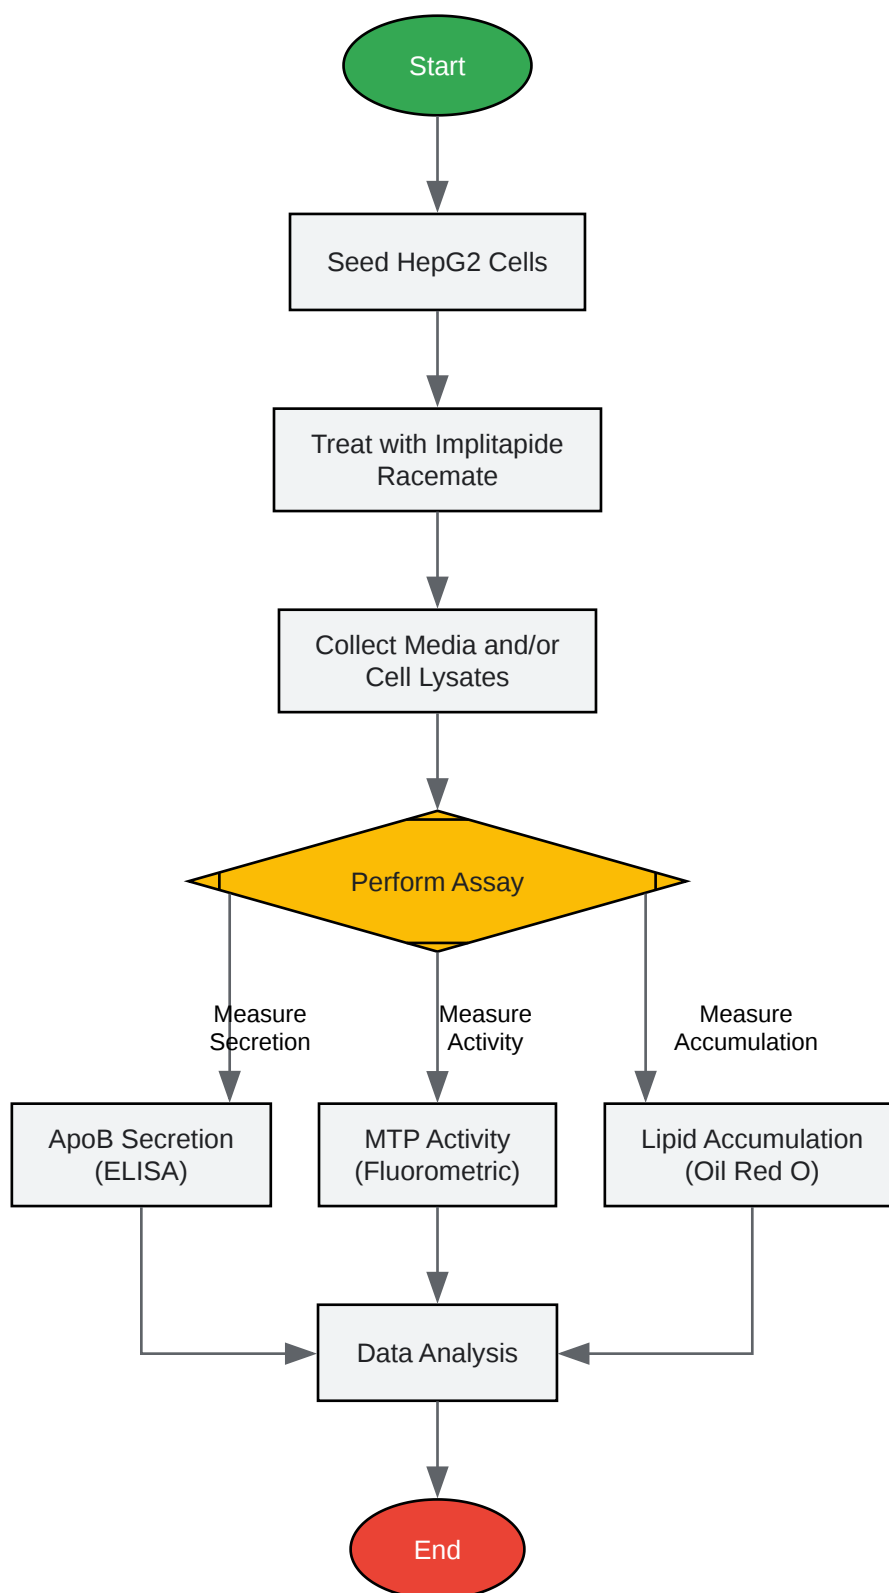 Start
Seed HepG2 Cells
Treat with Implitapide
Racemate
Collect Media and/or
Cell Lysates
Perform Assay
Measure
Secretion
Measure
Activity
Measure
Accumulation
ApoB Secretion
(ELISA)
MTP Activity
(Fluorometric)
Lipid Accumulation
(Oil Red O)
Data Analysis
End